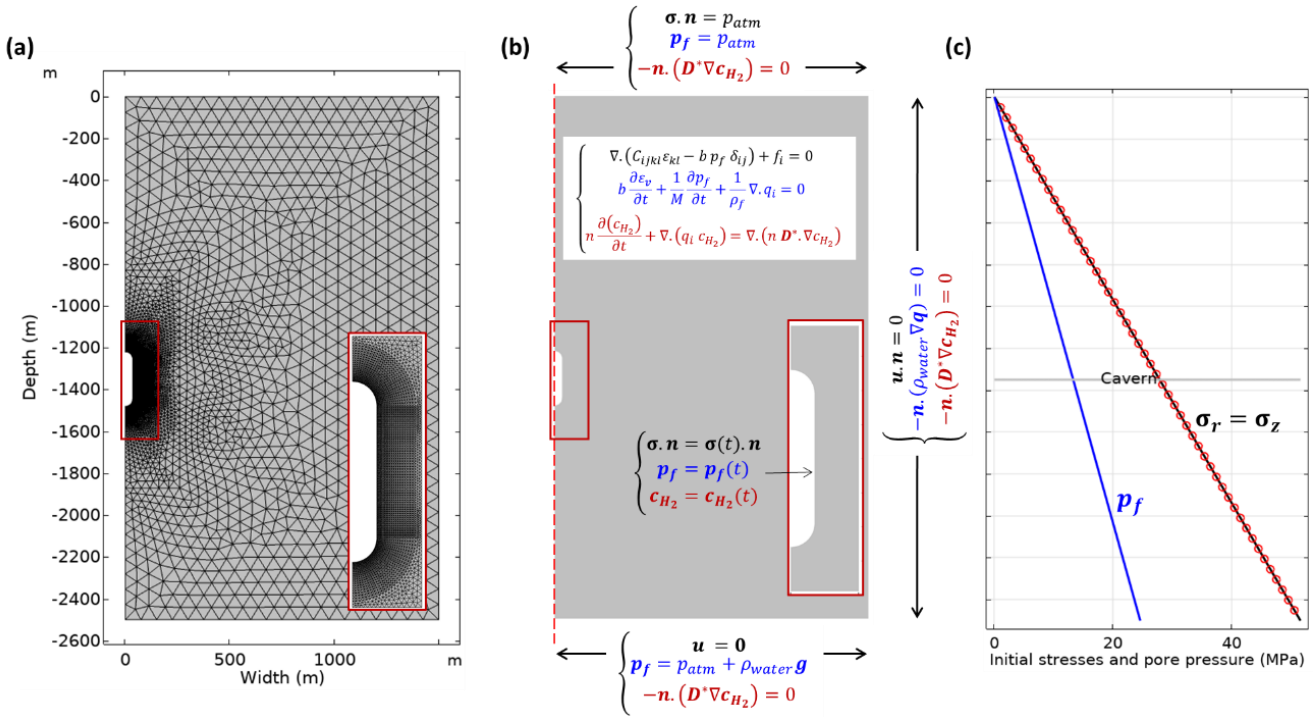 (a)
m
0
-200
-400
-600
-800
-1000
-1200
-1400
-1600
-1800
-2000
-2200
-2400
-2600
Depth (m)
0
500
1000
m
Width (m)
(b)
σ.n = p_atm
p_f = p_atm
−n.(D*∇c_H₂) = 0
∇.(C_ijkl ε_kl − b p_f δ_ij) + f_i = 0
b ∂ε_v/∂t + 1/M ∂p_f/∂t + 1/ρ_f ∇.q_i = 0
n ∂(c_H₂)/∂t + ∇.(q_i c_H₂) = ∇.(n D*.∇c_H₂)
σ.n = σ(t).n
p_f = p_f(t)
c_H₂ = c_H₂(t)
u.n = 0
−n.(ρ_water ∇q) = 0
−n.(D*∇c_H₂) = 0
u = 0
p_f = p_atm + ρ_water g
−n.(D*∇c_H₂) = 0
(c)
Cavern
σ_r = σ_z
p_f
0
20
40
Initial stresses and pore pressure (MPa)